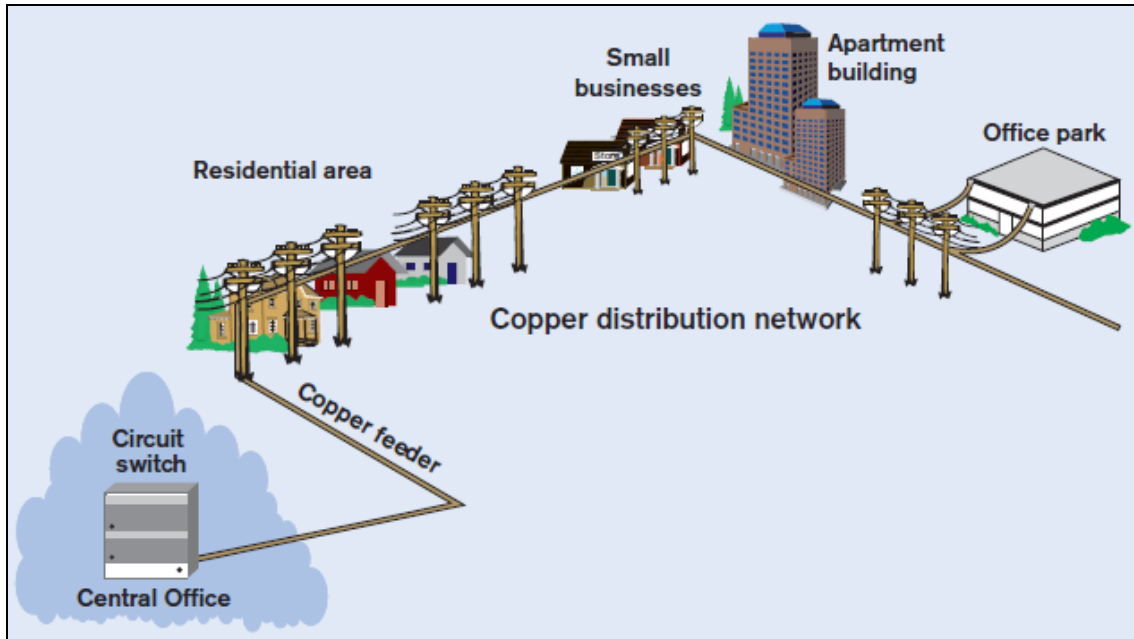 Small
businesses
Apartment
building
Office park
Residential area
Store
Copper distribution network
Copper feeder
Circuit
switch
Central Office